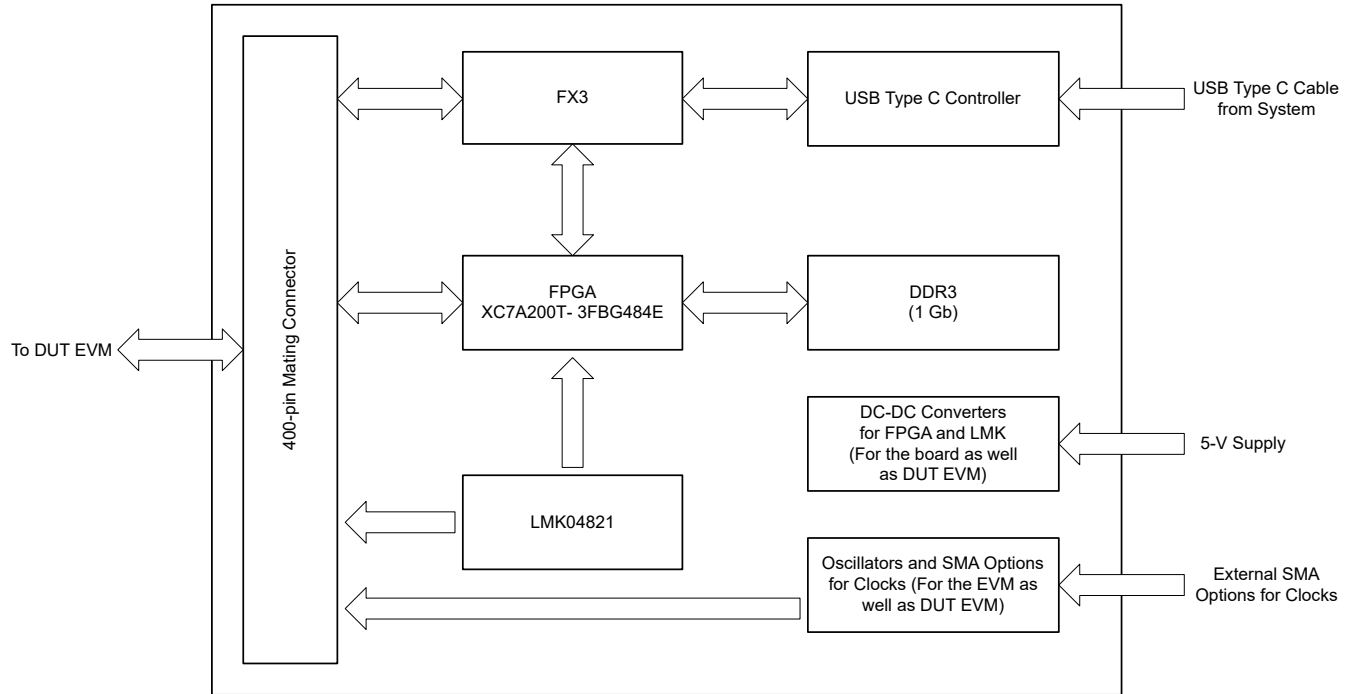 FX3
USB Type C Controller
USB Type C Cable
from System
400-pin Mating Connector
To DUT EVM
FPGA
XC7A200T- 3FBG484E
DDR3
(1 Gb)
DC-DC Converters
for FPGA and LMK
(For the board as well
as DUT EVM)
5-V Supply
LMK04821
Oscillators and SMA Options
for Clocks (For the EVM as
well as DUT EVM)
External SMA
Options for Clocks